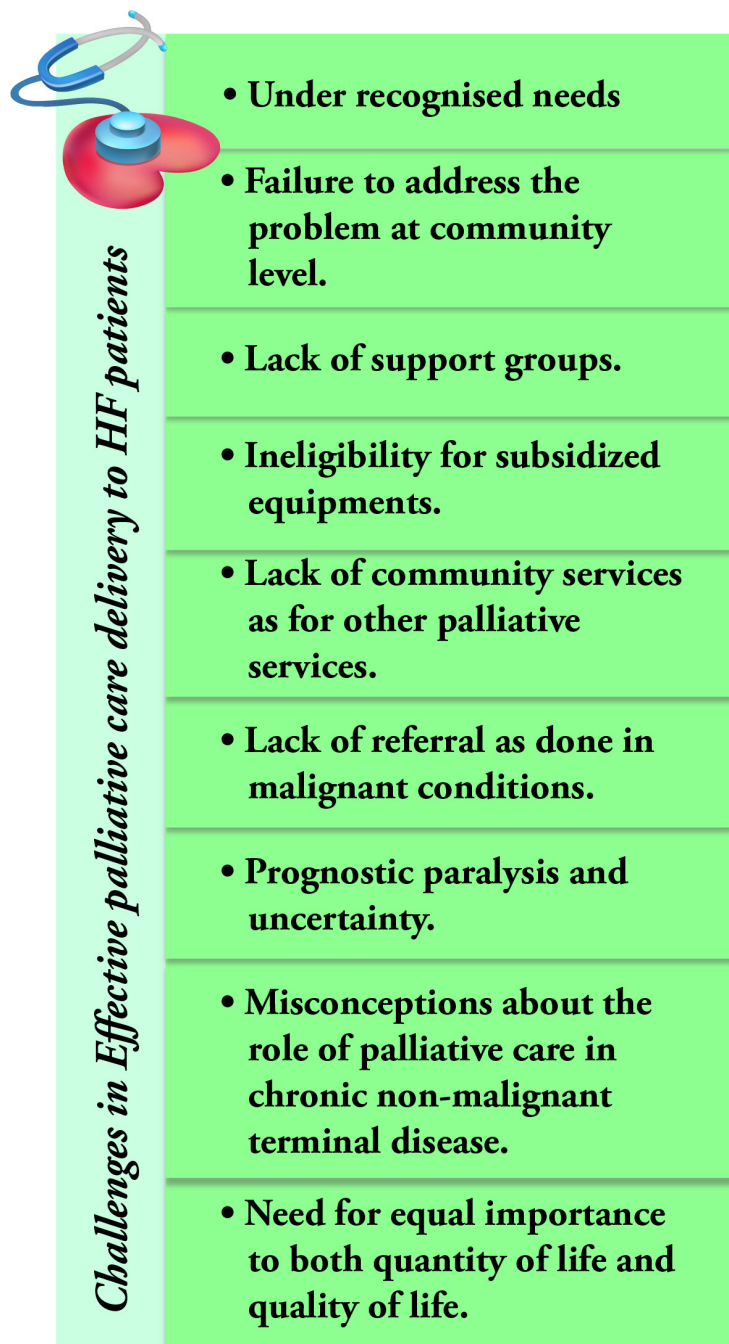 Challenges in Effective palliative care delivery to HF patients
• Under recognised needs
• Failure to address the
problem at community
level.
• Lack of support groups.
• Ineligibility for subsidized
equipments.
• Lack of community services
as for other palliative
services.
• Lack of referral as done in
malignant conditions.
• Prognostic paralysis and
uncertainty.
• Misconceptions about the
role of palliative care in
chronic non-malignant
terminal disease.
• Need for equal importance
to both quantity of life and
quality of life.